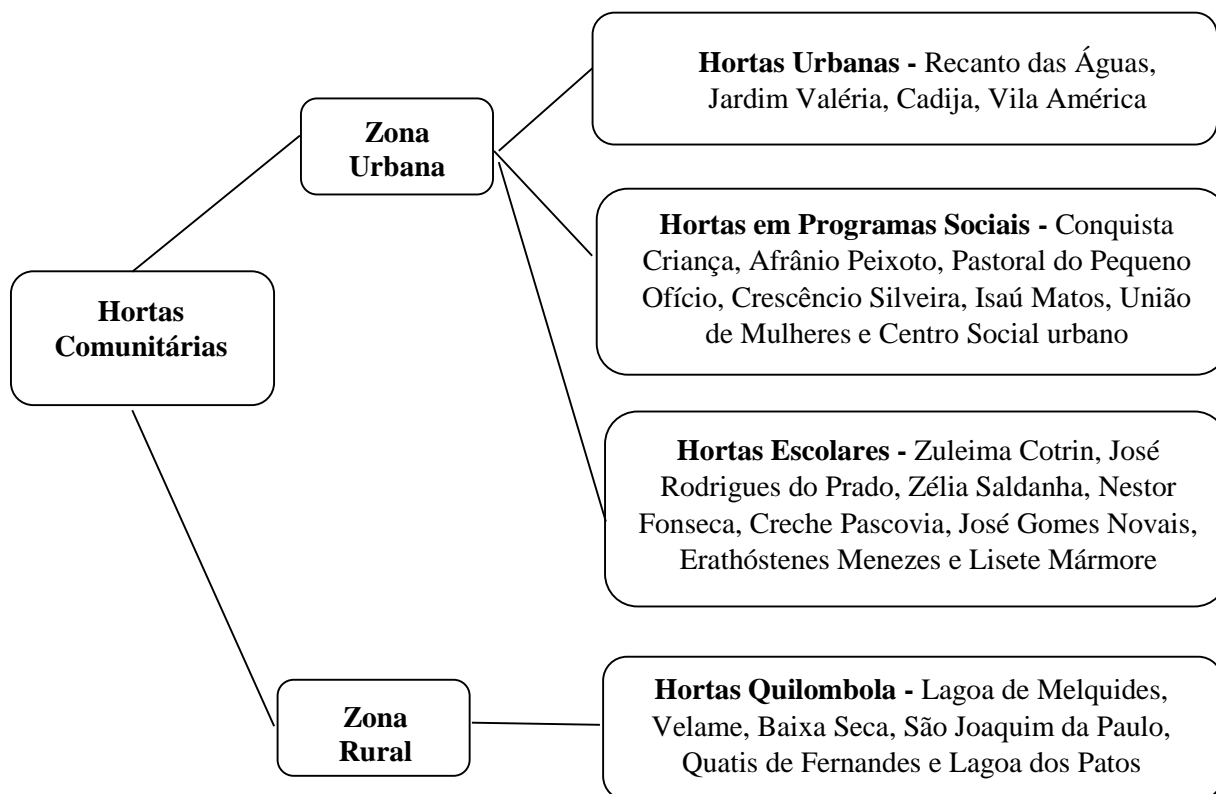 Hortas
Comunitárias
Zona
Urbana
Hortas Urbanas - Recanto das Águas,
Jardim Valéria, Cadija, Vila América
Hortas em Programas Sociais - Conquista
Criança, Afrânio Peixoto, Pastoral do Pequeno
Ofício, Crescêncio Silveira, Isaú Matos, União
de Mulheres e Centro Social urbano
Hortas Escolares - Zuleima Cotrin, José
Rodrigues do Prado, Zélia Saldanha, Nestor
Fonseca, Creche Pascovia, José Gomes Novais,
Erathóstenes Menezes e Lisete Mármore
Zona
Rural
Hortas Quilombola - Lagoa de Melquides,
Velame, Baixa Seca, São Joaquim da Paulo,
Quatis de Fernandes e Lagoa dos Patos